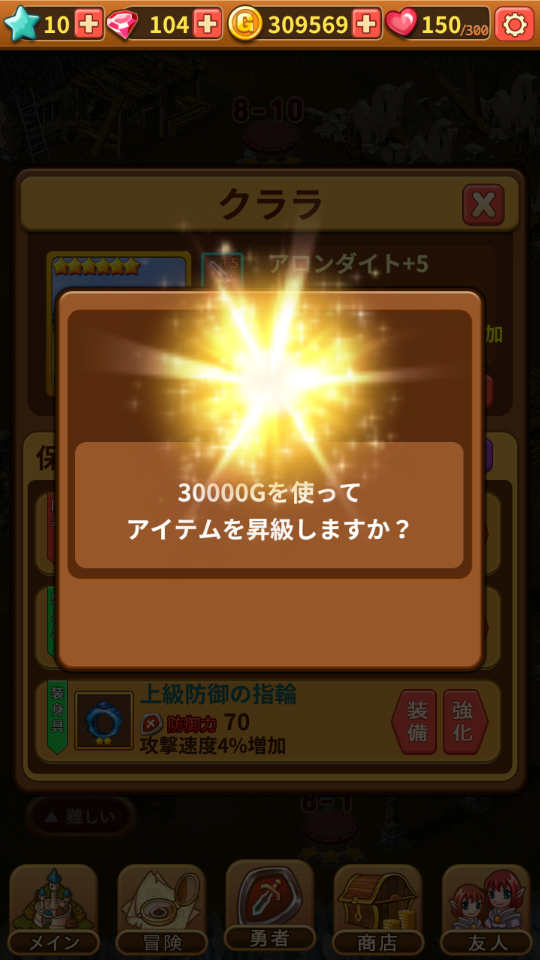 10
104
G 309569
150/300
8-10
クララ
アロンダイト+5
加
30000Gを使って
アイテムを昇級しますか？
装身具
上級防御の指輪
防御力 70
攻撃速度4%増加
装備
強化
▲ 難しい
8-1
メイン
冒険
勇者
商店
友人